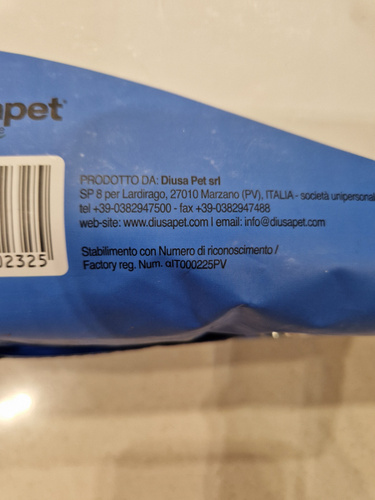 apet®
02325
PRODOTTO DA: Diusa Pet srl
SP 8 per Lardirago, 27010 Marzano (PV), ITALIA - società unipersonal
tel +39-0382947500 - fax +39-0382947488
web-site: www.diusapet.com | email: info@diusapet.com
Stabilimento con Numero di riconoscimento /
Factory reg. Num. αIT000225PV